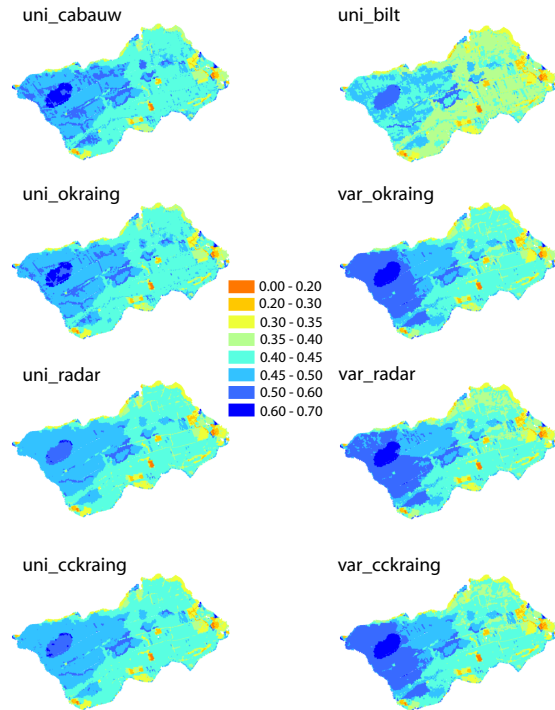 uni_cabauw
uni_bilt
uni_okraing
var_okraing
0.00 - 0.20
0.20 - 0.30
0.30 - 0.35
0.35 - 0.40
0.40 - 0.45
0.45 - 0.50
0.50 - 0.60
0.60 - 0.70
uni_radar
var_radar
uni_cckraing
var_cckraing